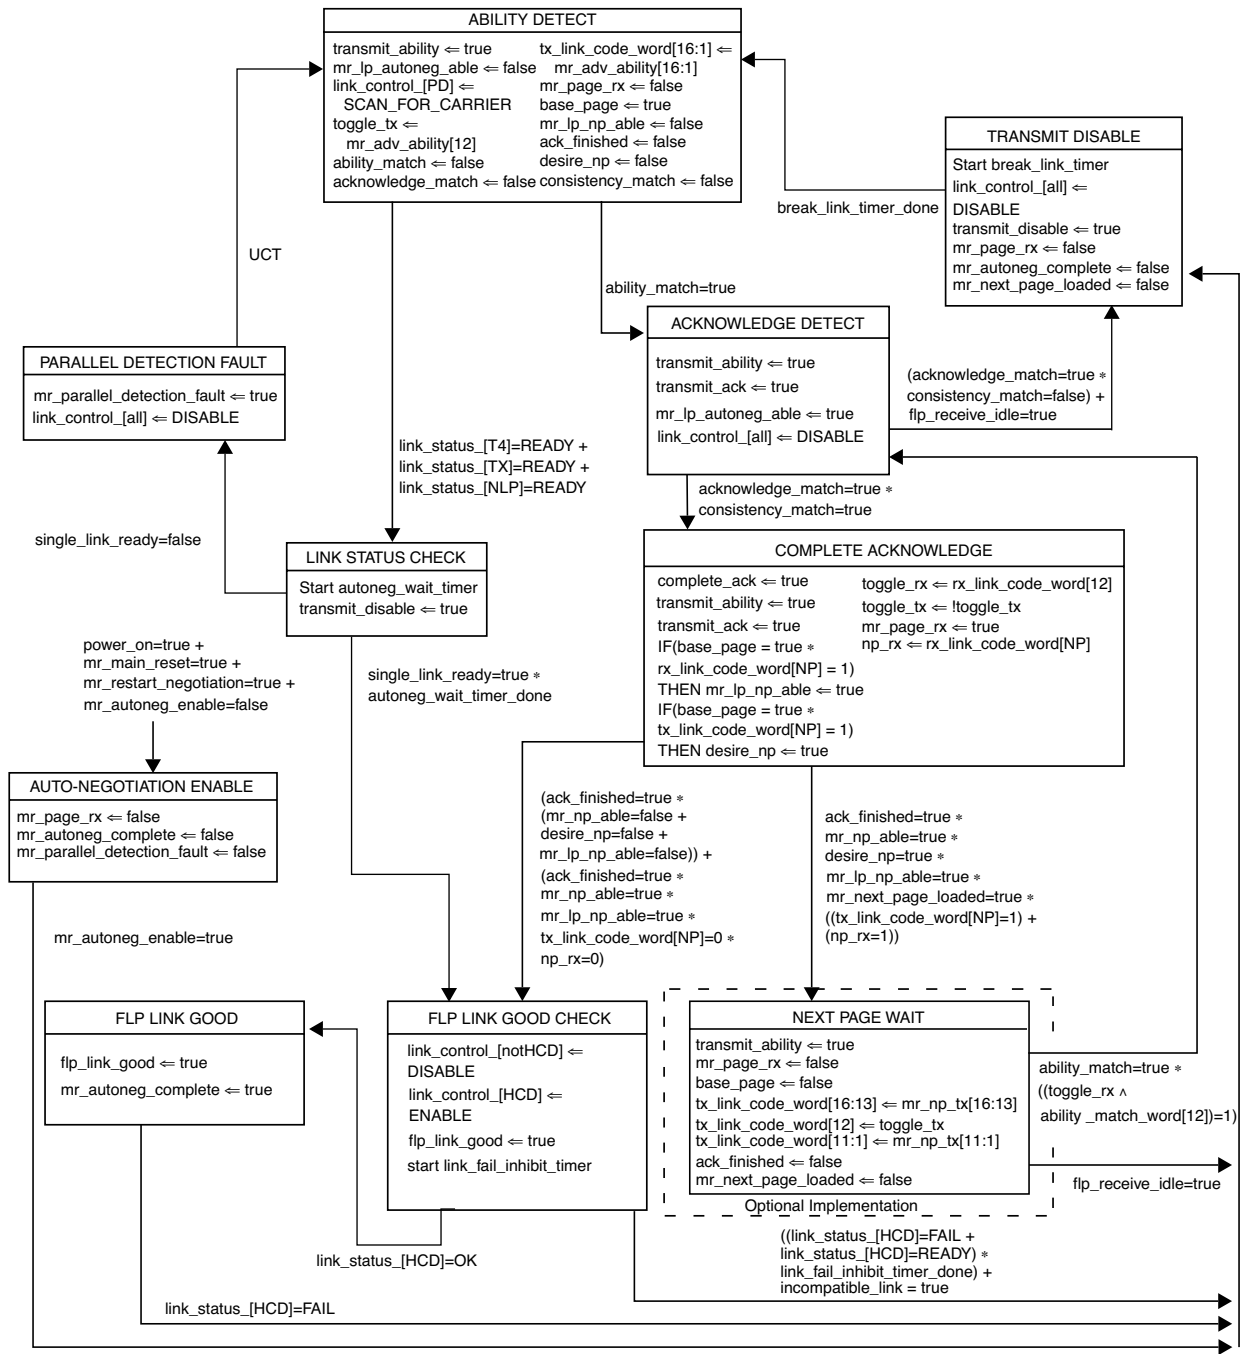 ABILITY DETECT
transmit_ability ⇐ true
mr_lp_autoneg_able ⇐ false
link_control_[PD] ⇐
SCAN_FOR_CARRIER
toggle_tx ⇐
mr_adv_ability[12]
ability_match ⇐ false
acknowledge_match ⇐ false
tx_link_code_word[16:1] ⇐
mr_adv_ability[16:1]
mr_page_rx ⇐ false
base_page ⇐ true
mr_lp_np_able ⇐ false
ack_finished ⇐ false
desire_np ⇐ false
consistency_match ⇐ false
TRANSMIT DISABLE
Start break_link_timer
link_control_[all] ⇐
DISABLE
transmit_disable ⇐ true
mr_page_rx ⇐ false
mr_autoneg_complete ⇐ false
mr_next_page_loaded ⇐ false
break_link_timer_done
UCT
ability_match=true
ACKNOWLEDGE DETECT
transmit_ability ⇐ true
transmit_ack ⇐ true
mr_lp_autoneg_able ⇐ true
link_control_[all] ⇐ DISABLE
(acknowledge_match=true *
consistency_match=false) +
flp_receive_idle=true
PARALLEL DETECTION FAULT
mr_parallel_detection_fault ⇐ true
link_control_[all] ⇐ DISABLE
link_status_[T4]=READY +
link_status_[TX]=READY +
link_status_[NLP]=READY
acknowledge_match=true *
consistency_match=true
single_link_ready=false
LINK STATUS CHECK
Start autoneg_wait_timer
transmit_disable ⇐ true
COMPLETE ACKNOWLEDGE
complete_ack ⇐ true
transmit_ability ⇐ true
transmit_ack ⇐ true
IF(base_page = true *
rx_link_code_word[NP] = 1)
THEN mr_lp_np_able ⇐ true
IF(base_page = true *
tx_link_code_word[NP] = 1)
THEN desire_np ⇐ true
toggle_rx ⇐ rx_link_code_word[12]
toggle_tx ⇐ !toggle_tx
mr_page_rx ⇐ true
np_rx ⇐ rx_link_code_word[NP]
power_on=true +
mr_main_reset=true +
mr_restart_negotiation=true +
mr_autoneg_enable=false
single_link_ready=true *
autoneg_wait_timer_done
AUTO-NEGOTIATION ENABLE
mr_page_rx ⇐ false
mr_autoneg_complete ⇐ false
mr_parallel_detection_fault ⇐ false
(ack_finished=true *
(mr_np_able=false +
desire_np=false +
mr_lp_np_able=false)) +
(ack_finished=true *
mr_np_able=true *
mr_lp_np_able=true *
tx_link_code_word[NP]=0 *
np_rx=0)
ack_finished=true *
mr_np_able=true *
desire_np=true *
mr_lp_np_able=true *
mr_next_page_loaded=true *
((tx_link_code_word[NP]=1) +
(np_rx=1))
mr_autoneg_enable=true
FLP LINK GOOD
flp_link_good ⇐ true
mr_autoneg_complete ⇐ true
FLP LINK GOOD CHECK
link_control_[notHCD] ⇐
DISABLE
link_control_[HCD] ⇐
ENABLE
flp_link_good ⇐ true
start link_fail_inhibit_timer
NEXT PAGE WAIT
transmit_ability ⇐ true
mr_page_rx ⇐ false
base_page ⇐ false
tx_link_code_word[16:13] ⇐ mr_np_tx[16:13]
tx_link_code_word[12] ⇐ toggle_tx
tx_link_code_word[11:1] ⇐ mr_np_tx[11:1]
ack_finished ⇐ false
mr_next_page_loaded ⇐ false
Optional Implementation
ability_match=true *
((toggle_rx ∧
ability _match_word[12])=1)
flp_receive_idle=true
link_status_[HCD]=OK
((link_status_[HCD]=FAIL +
link_status_[HCD]=READY) *
link_fail_inhibit_timer_done) +
incompatible_link = true
link_status_[HCD]=FAIL